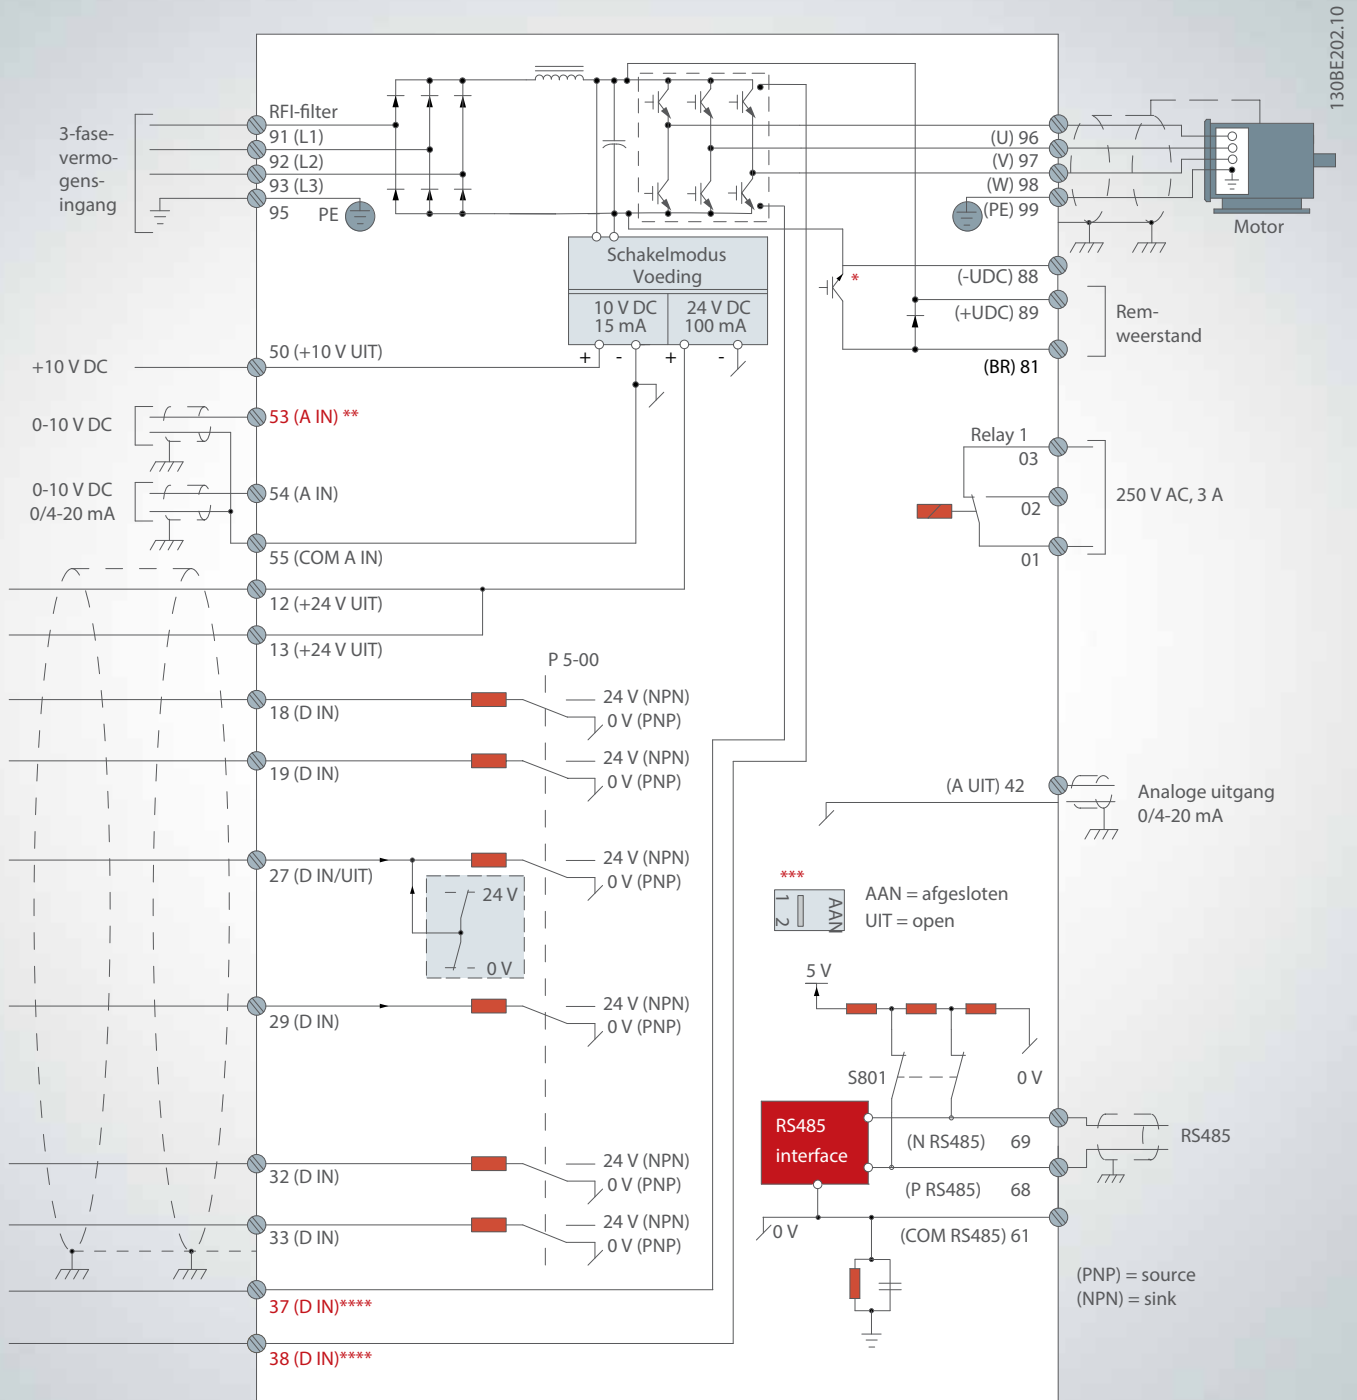 130BE202.10
3-fase-
vermo-
gens-
ingang
RFI-filter
91 (L1)
92 (L2)
93 (L3)
95
PE
(U) 96
(V) 97
(W) 98
(PE) 99
Motor
Schakelmodus
Voeding
10 V DC
15 mA
24 V DC
100 mA
+
-
+
-
*
(-UDC) 88
(+UDC) 89
(BR) 81
Rem-
weerstand
+10 V DC
50 (+10 V UIT)
0-10 V DC
53 (A IN) **
0-10 V DC
0/4-20 mA
54 (A IN)
55 (COM A IN)
12 (+24 V UIT)
13 (+24 V UIT)
Relay 1
03
02
01
250 V AC, 3 A
P 5-00
18 (D IN)
24 V (NPN)
0 V (PNP)
19 (D IN)
24 V (NPN)
0 V (PNP)
27 (D IN/UIT)
24 V (NPN)
0 V (PNP)
24 V
0 V
29 (D IN)
24 V (NPN)
0 V (PNP)
32 (D IN)
24 V (NPN)
0 V (PNP)
33 (D IN)
24 V (NPN)
0 V (PNP)
37 (D IN)****
38 (D IN)****
(A UIT) 42
Analoge uitgang
0/4-20 mA
***
1 2
AAN
AAN = afgesloten
UIT = open
5 V
S801
0 V
RS485
interface
(N RS485) 69
(P RS485) 68
RS485
0 V
(COM RS485) 61
(PNP) = source
(NPN) = sink